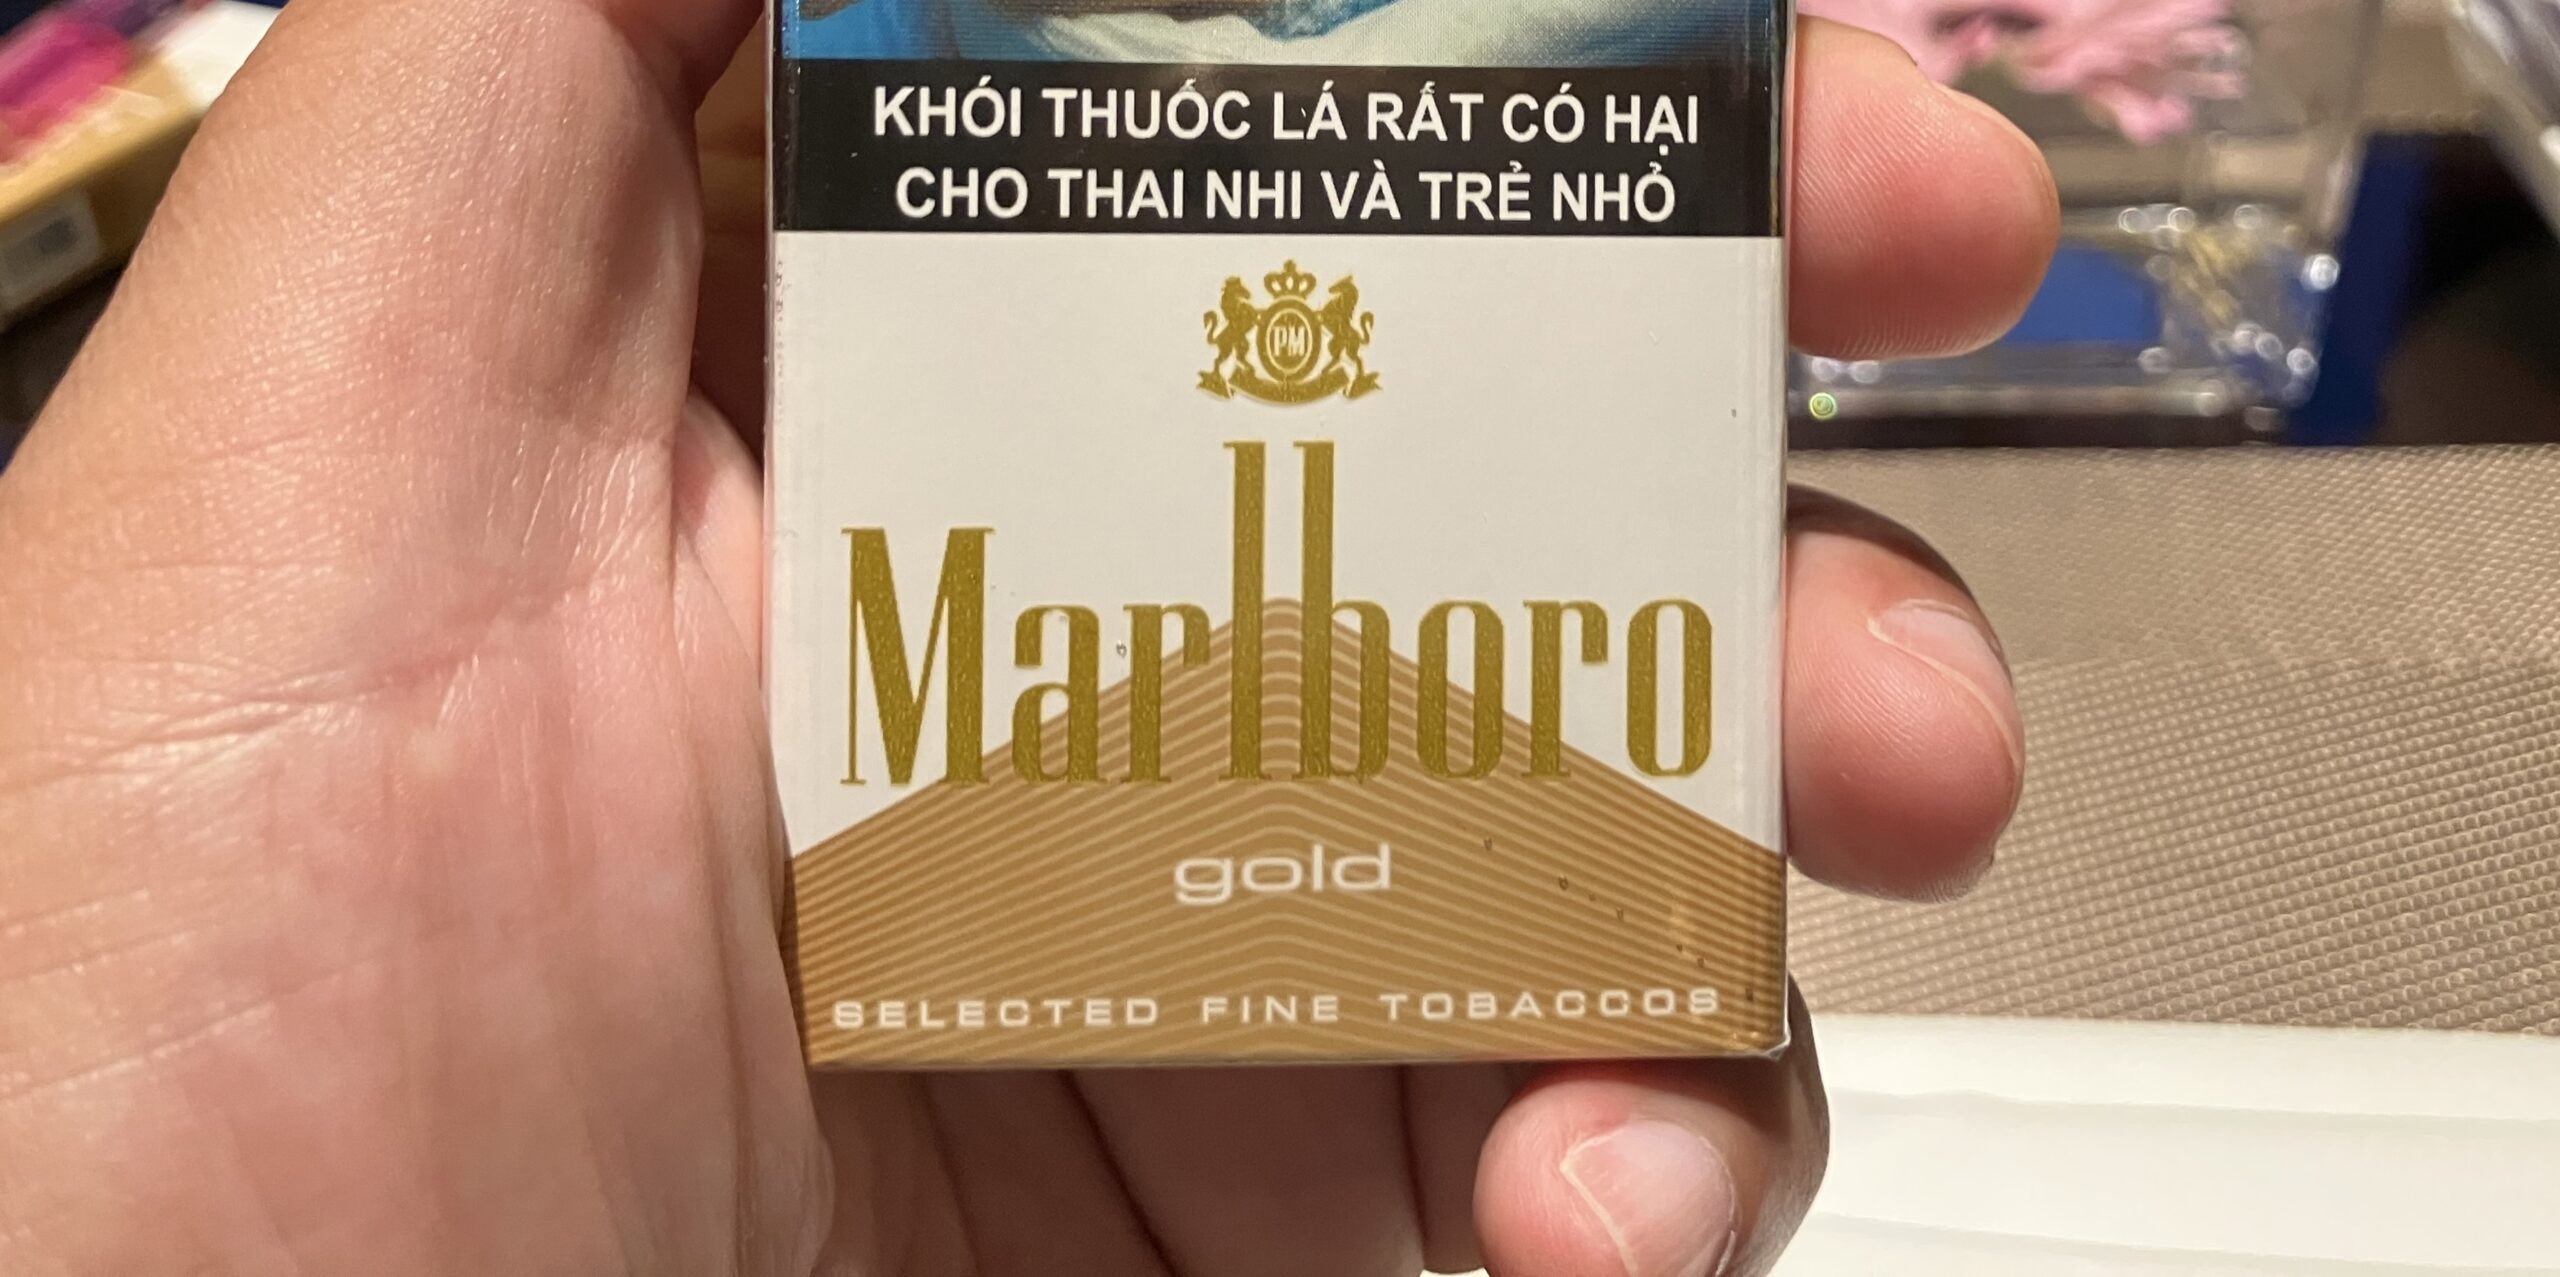 KHÓI THUỐC LÁ RẤT CÓ HẠI
CHO THAI NHI VÀ TRẺ NHỎ
PM
Marlboro
gold
SELECTED FINE TOBACCOS